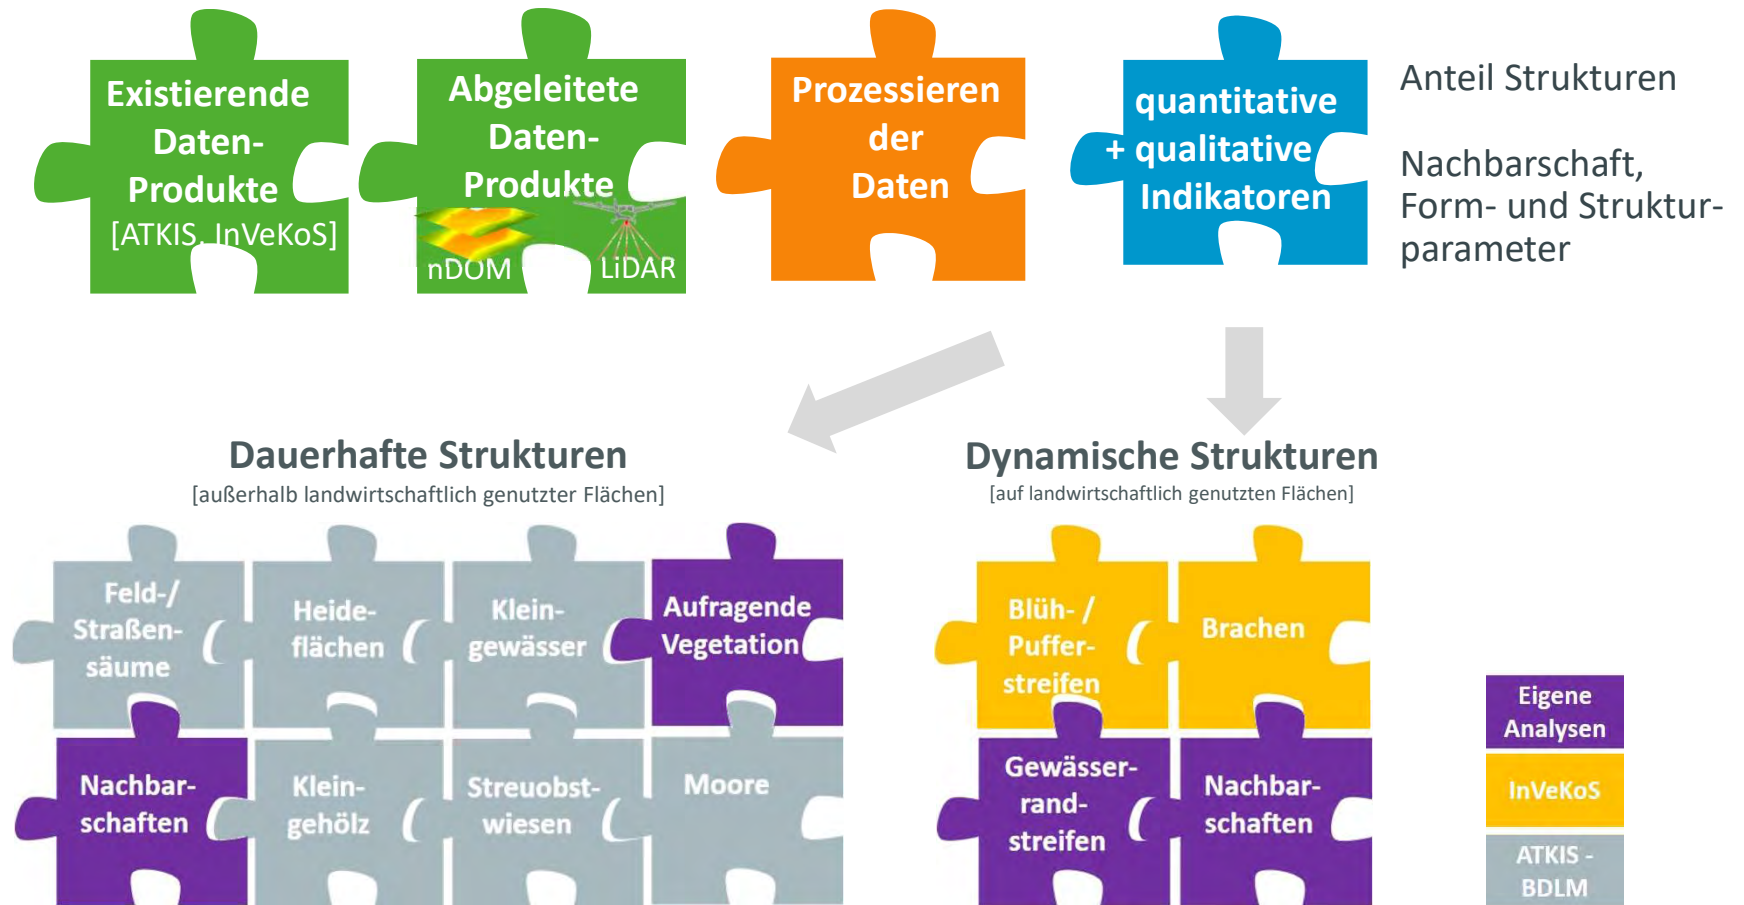 Existierende
Daten-
Produkte
[ATKIS, InVeKoS]
Abgeleitete
Daten-
Produkte
nDOM
LiDAR
Prozessieren
der
Daten
quantitative
+ qualitative
Indikatoren
Anteil Strukturen
Nachbarschaft,
Form- und Struktur-
parameter
Dauerhafte Strukturen
[außerhalb landwirtschaftlich genutzter Flächen]
Feld-/
Straßen-
säume
Heide-
flächen
Klein-
gewässer
Aufragende
Vegetation
Nachbar-
schaften
Klein-
gehölz
Streuobst-
wiesen
Moore
Dynamische Strukturen
[auf landwirtschaftlich genutzten Flächen]
Blüh- /
Puffer-
streifen
Brachen
Gewässer-
rand-
streifen
Nachbar-
schaften
Eigene
Analysen
InVeKoS
ATKIS -
BDLM